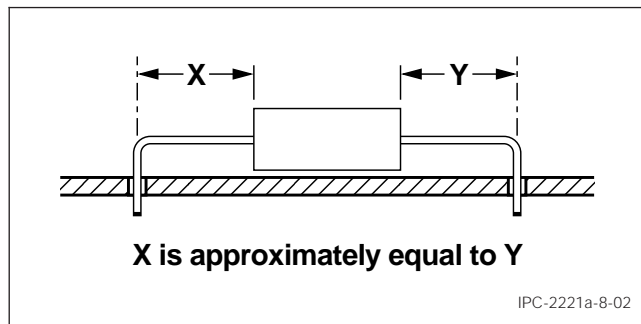 X Y
X is approximately equal to Y
IPC-2221a-8-02